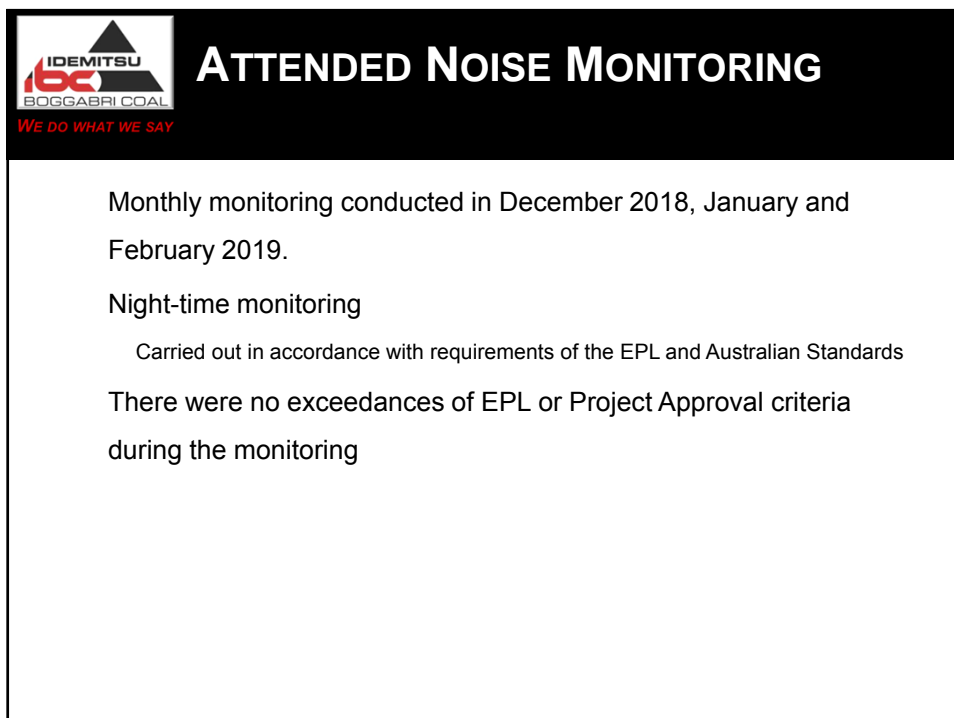 IDEMITSU
bc
BOGGABRI COAL
WE DO WHAT WE SAY
ATTENDED NOISE MONITORING
Monthly monitoring conducted in December 2018, January and
February 2019.
Night-time monitoring
Carried out in accordance with requirements of the EPL and Australian Standards
There were no exceedances of EPL or Project Approval criteria
during the monitoring